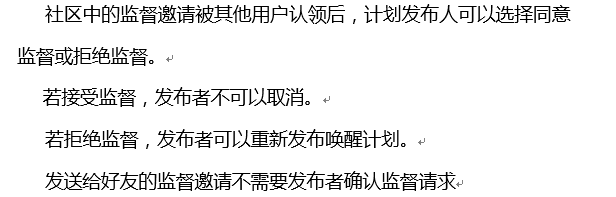 社区中的监督邀请被其他用户认领后，计划发布人可以选择同意
监督或拒绝监督。
若接受监督，发布者不可以取消。
若拒绝监督，发布者可以重新发布唤醒计划。
发送给好友的监督邀请不需要发布者确认监督请求